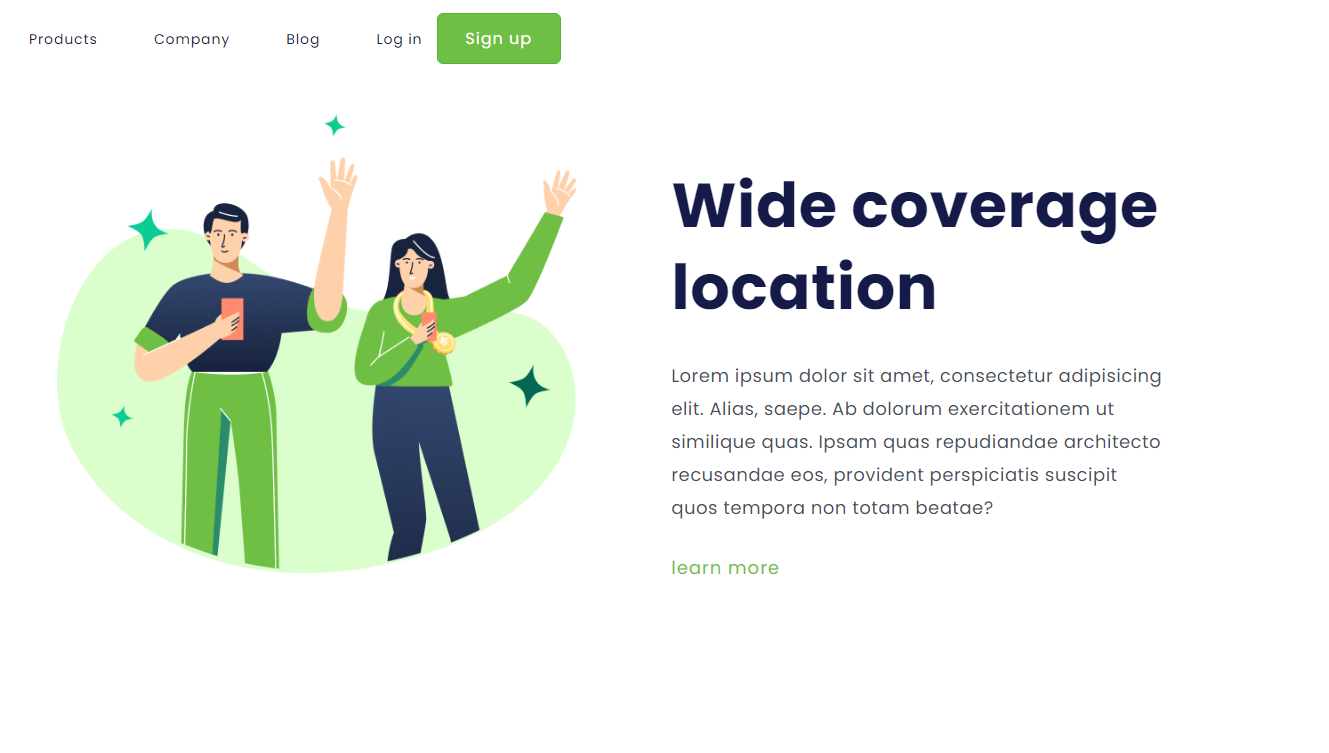 Products Company Blog Log in Sign up
Wide coverage
location
Lorem ipsum dolor sit amet, consectetur adipisicing
elit. Alias, saepe. Ab dolorum exercitationem ut
similique quas. Ipsam quas repudiandae architecto
recusandae eos, provident perspiciatis suscipit
quos tempora non totam beatae?
learn more